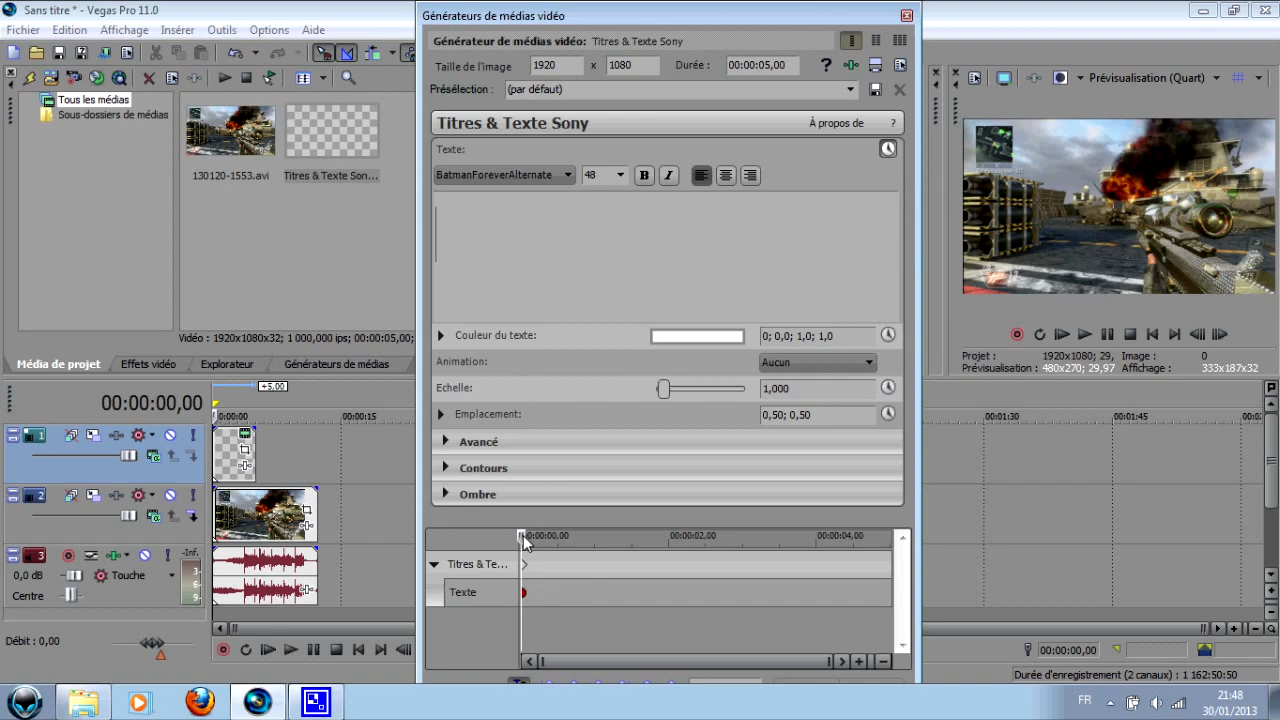 Sans titre * - Vegas Pro 11.0
Fichier Edition Affichage Insérer Outils Options Aide
Générateurs de médias vidéo
Générateur de médias vidéo: Titres & Texte Sony
Taille de l'image 1920 x 1080 Durée : 00:00:05,00 ?
Présélection : (par défaut)
Titres & Texte Sony À propos de ?
Texte:
BatmanForeverAlternate 48 B I
Couleur du texte: 0; 0,0; 1,0; 1,0
Animation: Aucun
Echelle: 1,000
Emplacement: 0,50; 0,50
Avancé
Contours
Ombre
0:00:00,00 00:00:02,00 00:00:04,00
Titres & Te...
Texte
Tous les médias
Sous-dossiers de médias
130120-1553.avi Titres & Texte Son...
Vidéo : 1920x1080x32; 1 000,000 ips; 00:00:05,00;
Média de projet Effets vidéo Explorateur Générateurs de médias
+5.00
00:00:00,00
0:00:00 00:00:15 00:01:30 00:01:45 00:02
1
2
3
-Inf.
0,0 dB Touche
Centre
3-
6-
9-
Débit : 0,00
Prévisualisation (Quart)
Projet : 1920x1080; 29, Image : 0
Prévisualisation : 480x270; 29,97 Affichage : 333x187x32
00:00:00,00
Durée d'enregistrement (2 canaux) : 1 162:50:50
FR
21:48
30/01/2013